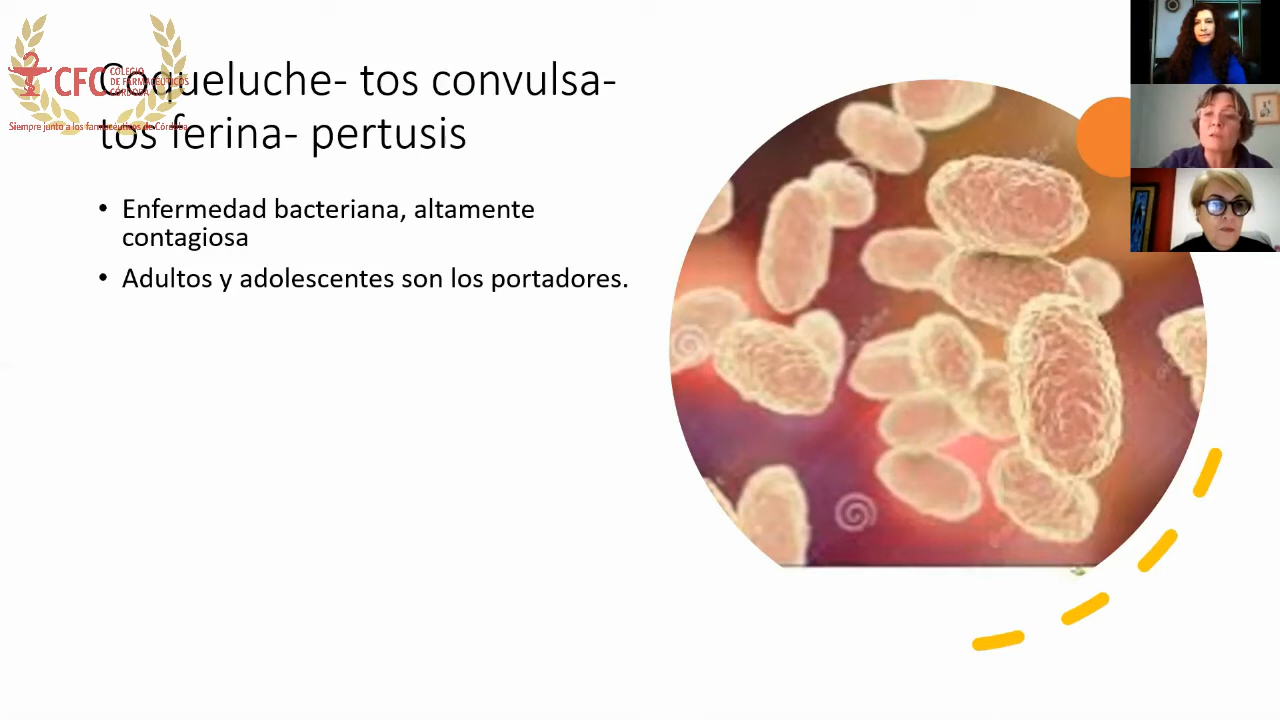 CFC
COLEGIO
DE FARMACÉUTICOS
CÓRDOBA
Siempre junto a los farmacéuticos de Córdoba
Coqueluche- tos convulsa-
tos ferina- pertusis
• Enfermedad bacteriana, altamente
contagiosa
• Adultos y adolescentes son los portadores.